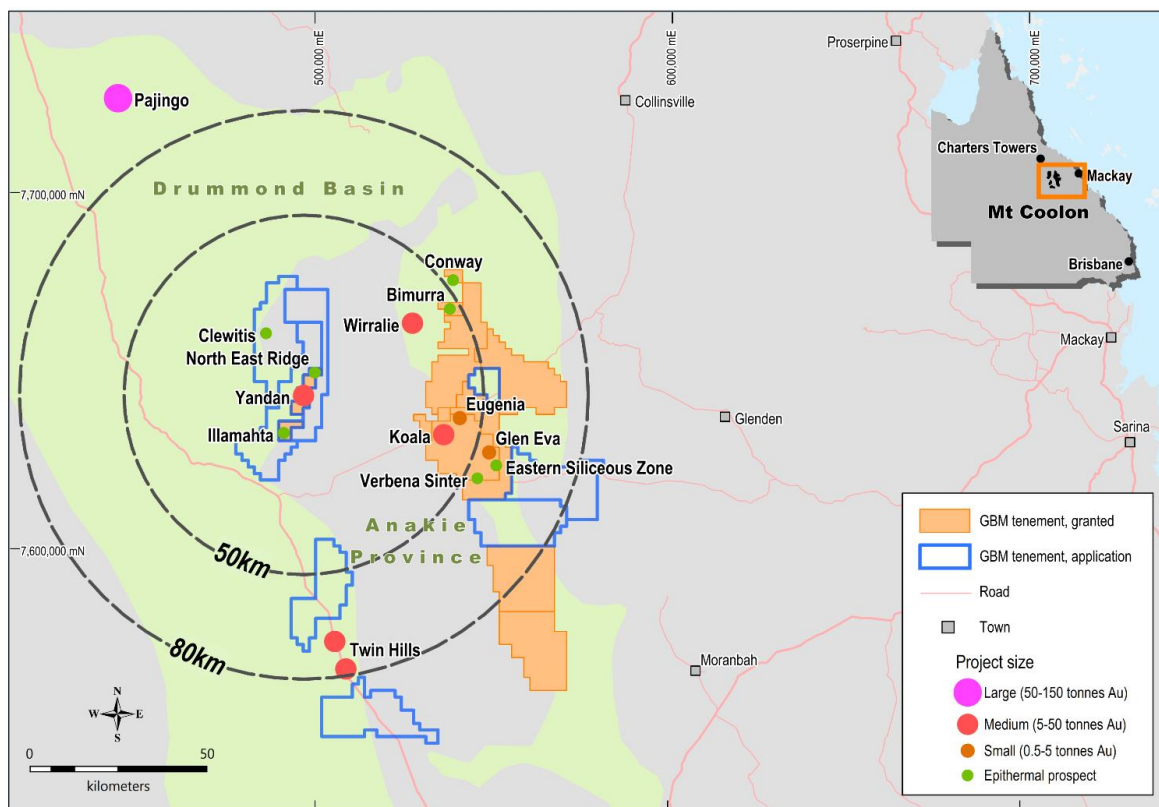 500,000 mE
600,000 mE
700,000 mE
Proserpine
Collinsville
Pajingo
Charters Towers
Mackay
Mt Coolon
Brisbane
Drummond Basin
7,700,000 mN
Conway
Bimurra
Wirralie
Clewitis
North East Ridge
Yandan
Illamahta
Eugenia
Koala
Glen Eva
Eastern Siliceous Zone
Verbena Sinter
Mackay
Glenden
Sarina
Anakie
Province
7,600,000 mN
50km
80km
Twin Hills
Moranbah
N
W E
S
0 50
kilometers
GBM tenement, granted
GBM tenement, application
Road
Town
Project size
Large (50-150 tonnes Au)
Medium (5-50 tonnes Au)
Small (0.5-5 tonnes Au)
Epithermal prospect